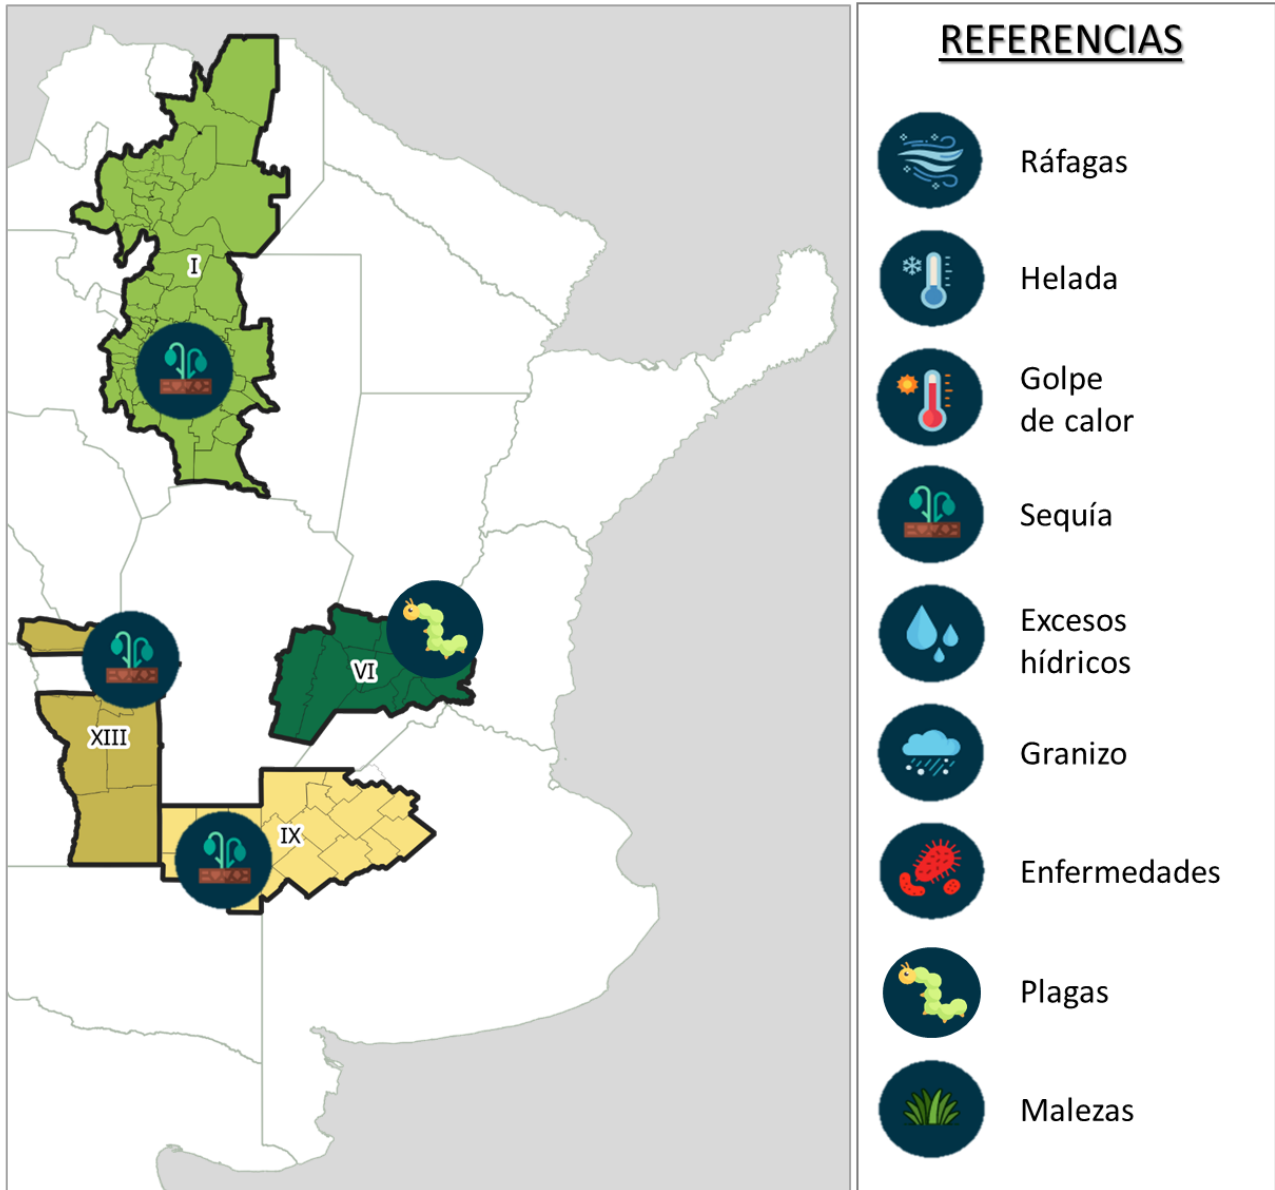 REFERENCIAS
Ráfagas
Helada
Golpe
de calor
Sequía
Excesos
hídricos
Granizo
Enfermedades
Plagas
Malezas
I
VI
XIII
IX